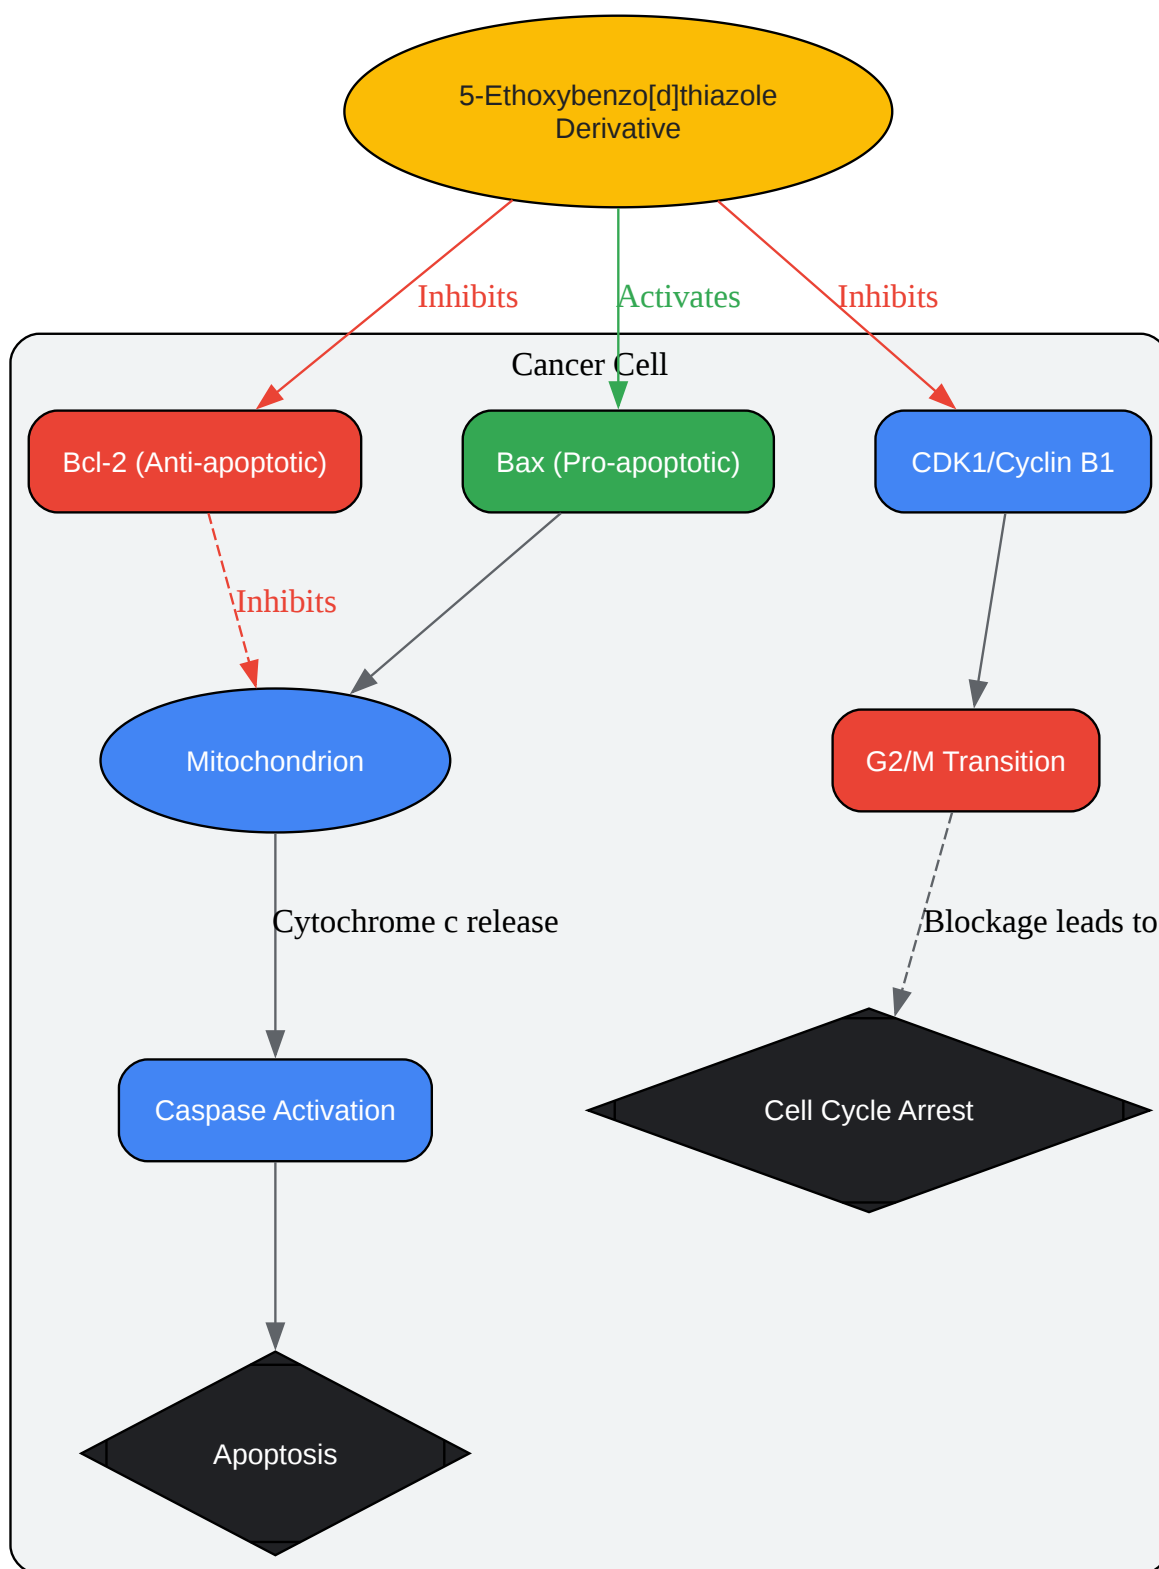 5-Ethoxybenzo[d]thiazole
Derivative
Inhibits
Activates
Inhibits
Cancer Cell
Bcl-2 (Anti-apoptotic)
Bax (Pro-apoptotic)
CDK1/Cyclin B1
Inhibits
Mitochondrion
G2/M Transition
Cytochrome c release
Blockage leads to
Caspase Activation
Cell Cycle Arrest
Apoptosis